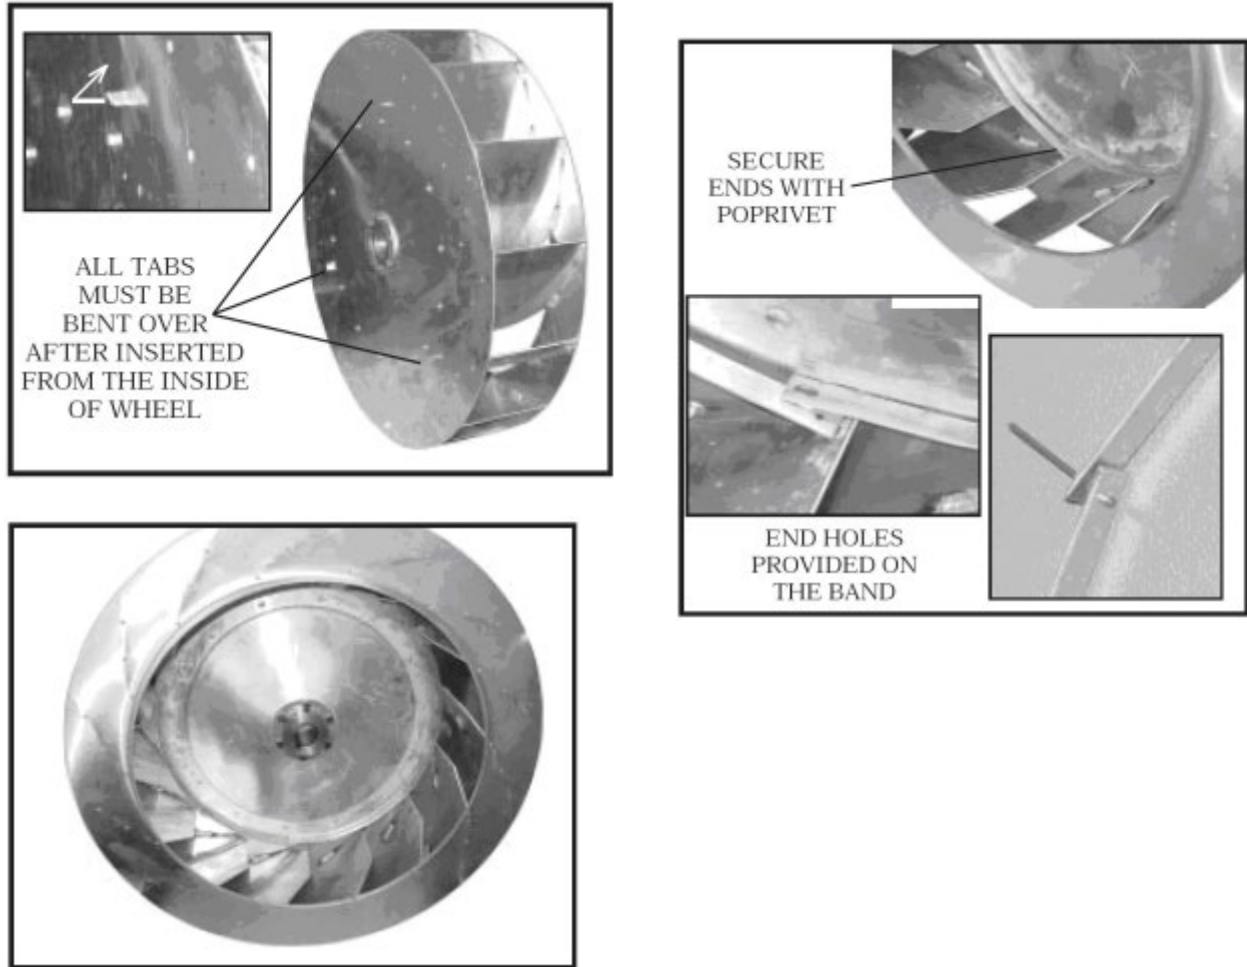 ALL TABS
MUST BE
BENT OVER
AFTER INSERTED
FROM THE INSIDE
OF WHEEL
SECURE
ENDS WITH
POPRIVET
END HOLES
PROVIDED ON
THE BAND